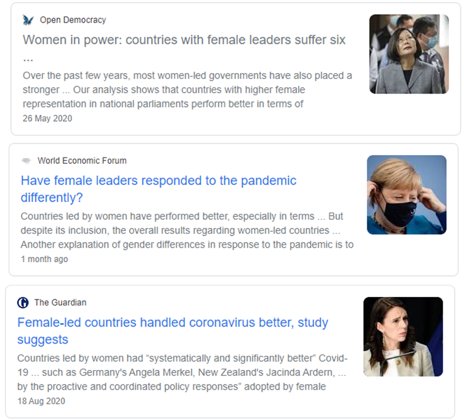 Open Democracy
Women in power: countries with female leaders suffer six
...
Over the past few years, most women-led governments have also placed a
stronger ... Our analysis shows that countries with higher female
representation in national parliaments perform better in terms of
26 May 2020
World Economic Forum
Have female leaders responded to the pandemic
differently?
Countries led by women have performed better, especially in terms ... But
despite its inclusion, the overall results regarding women-led countries ...
Another explanation of gender differences in response to the pandemic is to
1 month ago
The Guardian
Female-led countries handled coronavirus better, study
suggests
Countries led by women had “systematically and significantly better” Covid-
19 ... such as Germany's Angela Merkel, New Zealand's Jacinda Ardern, ...
by the proactive and coordinated policy responses” adopted by female
18 Aug 2020